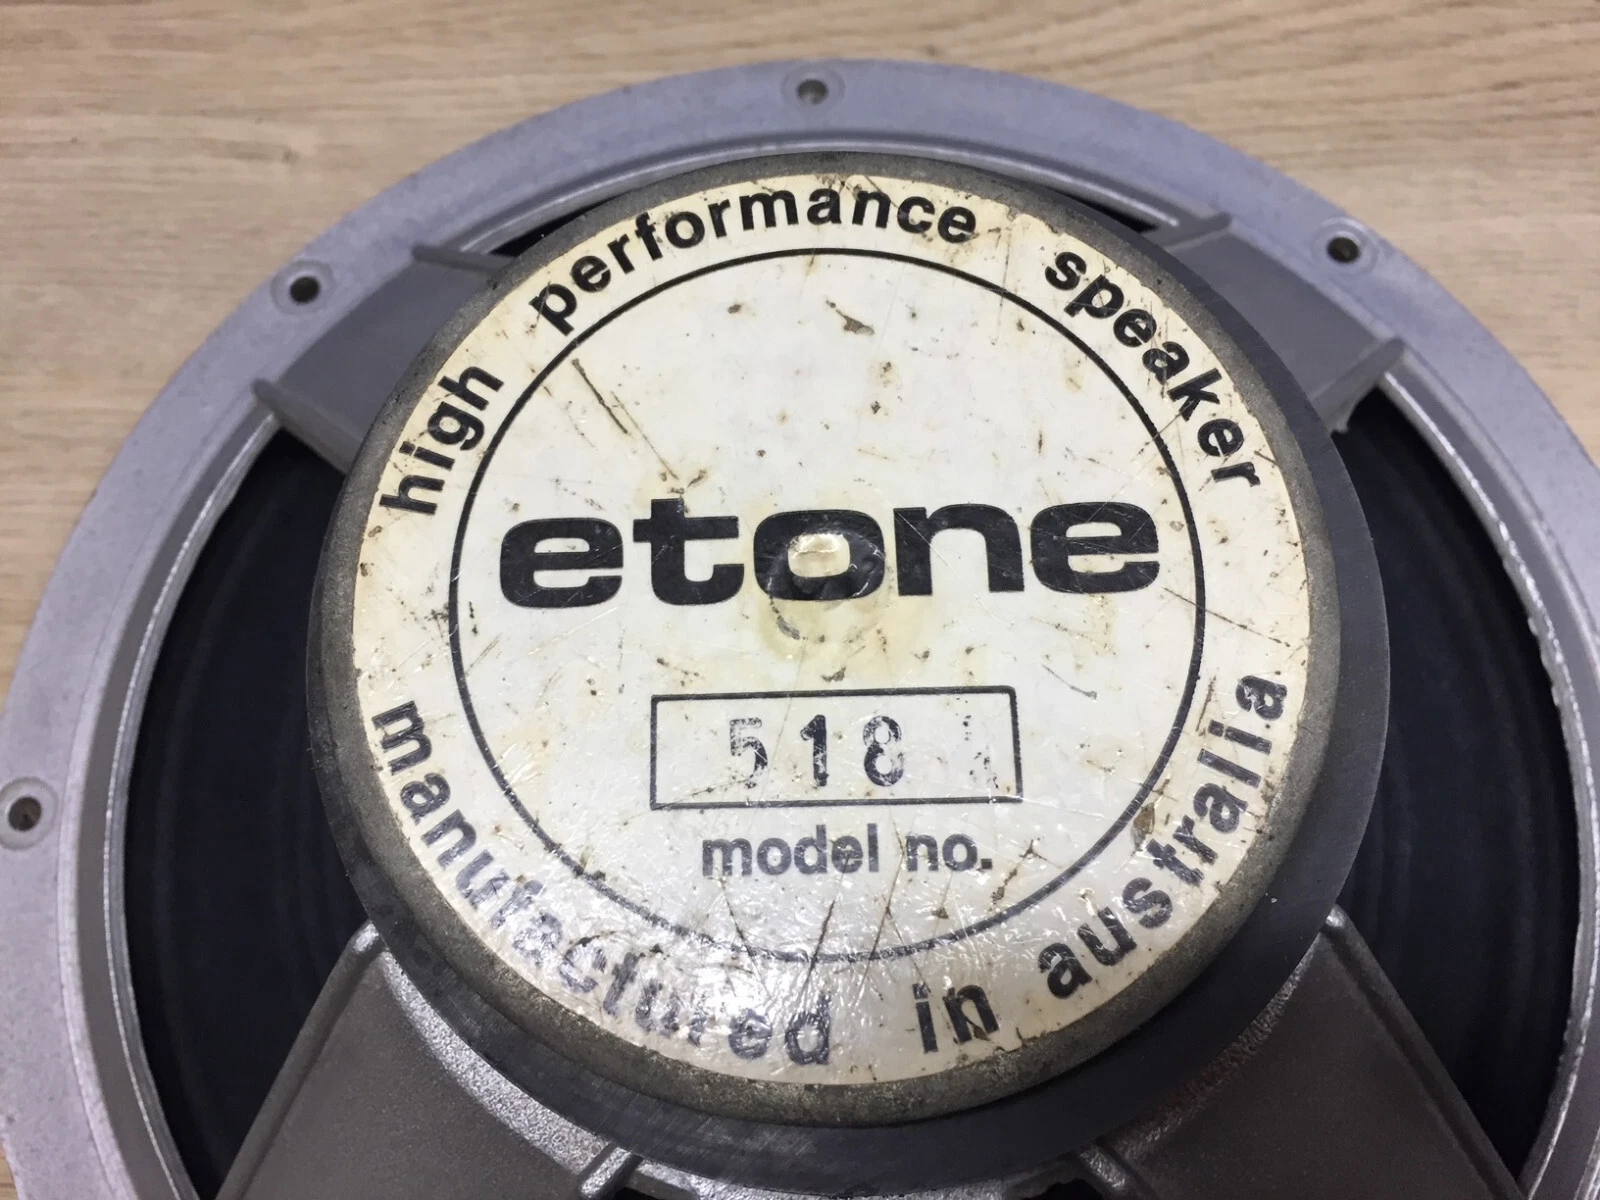 high performance speaker
etone
518
model no.
manufactured in australia